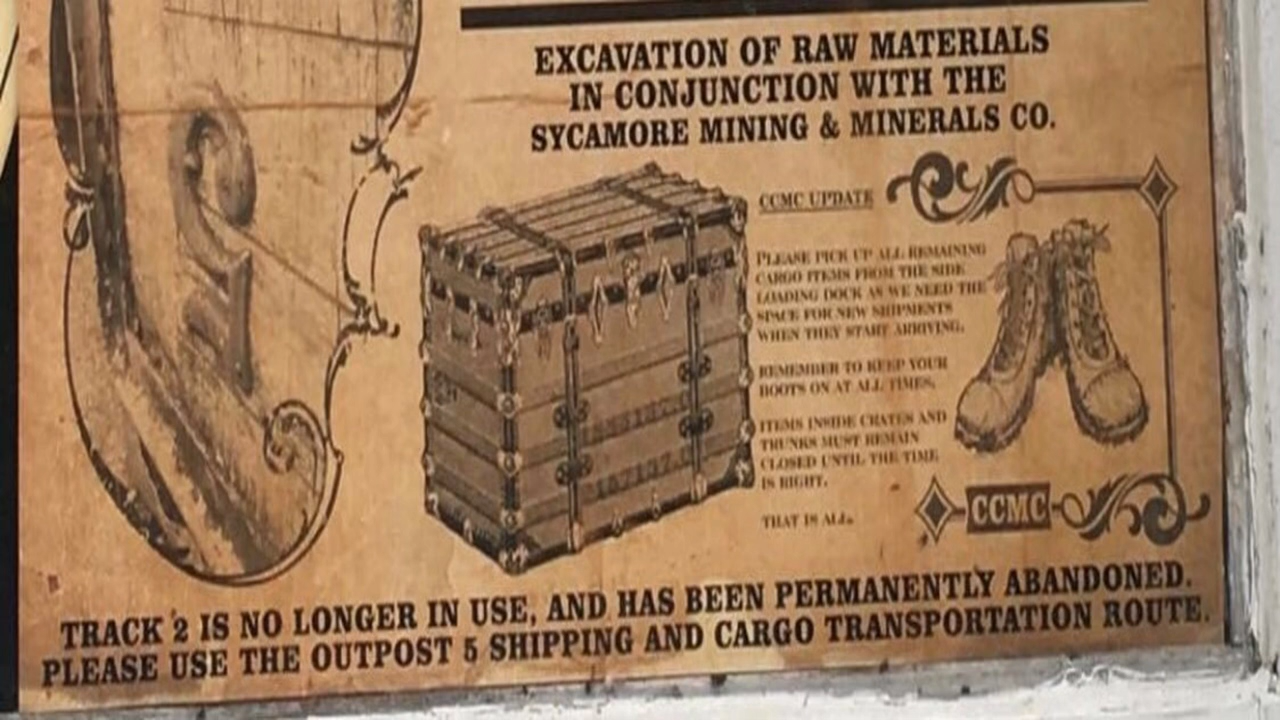 EXCAVATION OF RAW MATERIALS
IN CONJUNCTION WITH THE
SYCAMORE MINING & MINERALS CO.
CCMC UPDATE
PLEASE PICK UP ALL REMAINING
CARGO ITEMS FROM THE SIDE
LOADING DOCK AS WE NEED THE
SPACE FOR NEW SHIPMENTS
WHEN THEY START ARRIVING.
REMEMBER TO KEEP YOUR
BOOTS ON AT ALL TIMES.
ITEMS INSIDE CRATES AND
TRUNKS MUST REMAIN
CLOSED UNTIL THE TIME
IS RIGHT.
THAT IS ALL.
CCMC
TRACK 2 IS NO LONGER IN USE, AND HAS BEEN PERMANENTLY ABANDONED.
PLEASE USE THE OUTPOST 5 SHIPPING AND CARGO TRANSPORTATION ROUTE.